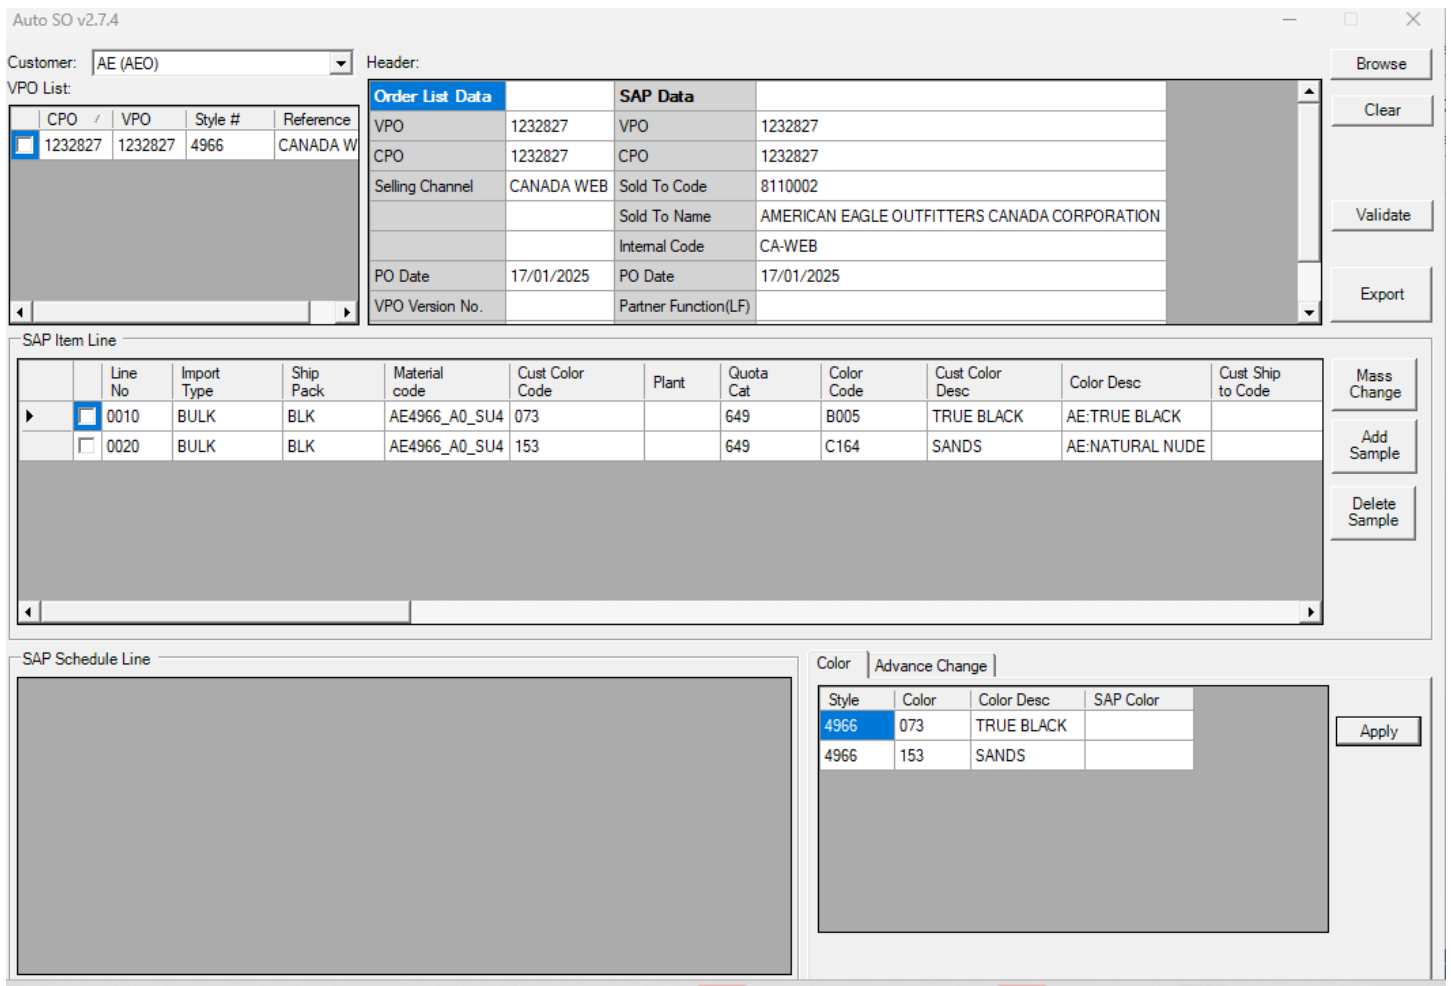 Auto SO v2.7.4
Customer: AE (AEO)
VPO List:
CPO VPO Style # Reference
1232827 1232827 4966 CANADA W
Header:
Order List Data SAP Data
VPO 1232827 VPO 1232827
CPO 1232827 CPO 1232827
Selling Channel CANADA WEB Sold To Code 8110002
Sold To Name AMERICAN EAGLE OUTFITTERS CANADA CORPORATION
Internal Code CA-WEB
PO Date 17/01/2025 PO Date 17/01/2025
VPO Version No. Partner Function(LF)
Browse
Clear
Validate
Export
SAP Item Line
Line No Import Type Ship Pack Material code Cust Color Code Plant Quota Cat Color Code Cust Color Desc Color Desc Cust Ship to Code
0010 BULK BLK AE4966_A0_SU4 073 649 B005 TRUE BLACK AE:TRUE BLACK
0020 BULK BLK AE4966_A0_SU4 153 649 C164 SANDS AE:NATURAL NUDE
Mass
Change
Add
Sample
Delete
Sample
SAP Schedule Line
Color Advance Change
Style Color Color Desc SAP Color
4966 073 TRUE BLACK
4966 153 SANDS
Apply